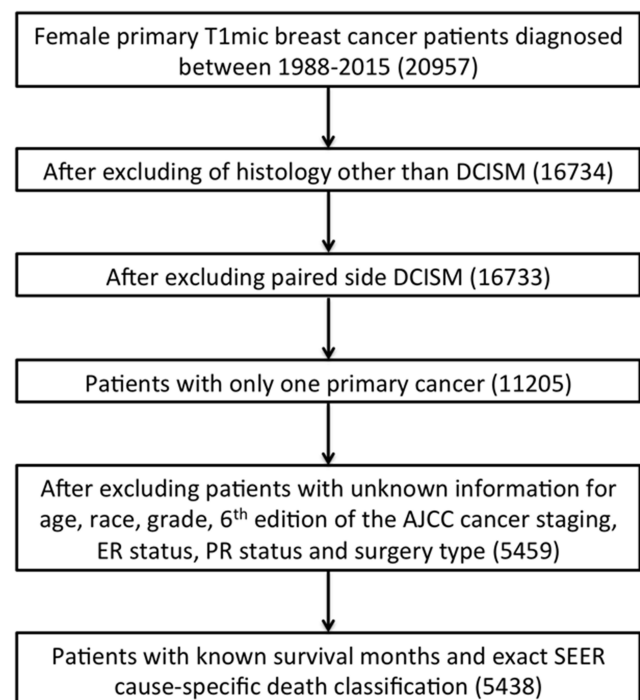 Female primary T1mic breast cancer patients diagnosed
between 1988-2015 (20957)
After excluding of histology other than DCISM (16734)
After excluding paired side DCISM (16733)
Patients with only one primary cancer (11205)
After excluding patients with unknown information for
age, race, grade, 6th edition of the AJCC cancer staging,
ER status, PR status and surgery type (5459)
Patients with known survival months and exact SEER
cause-specific death classification (5438)